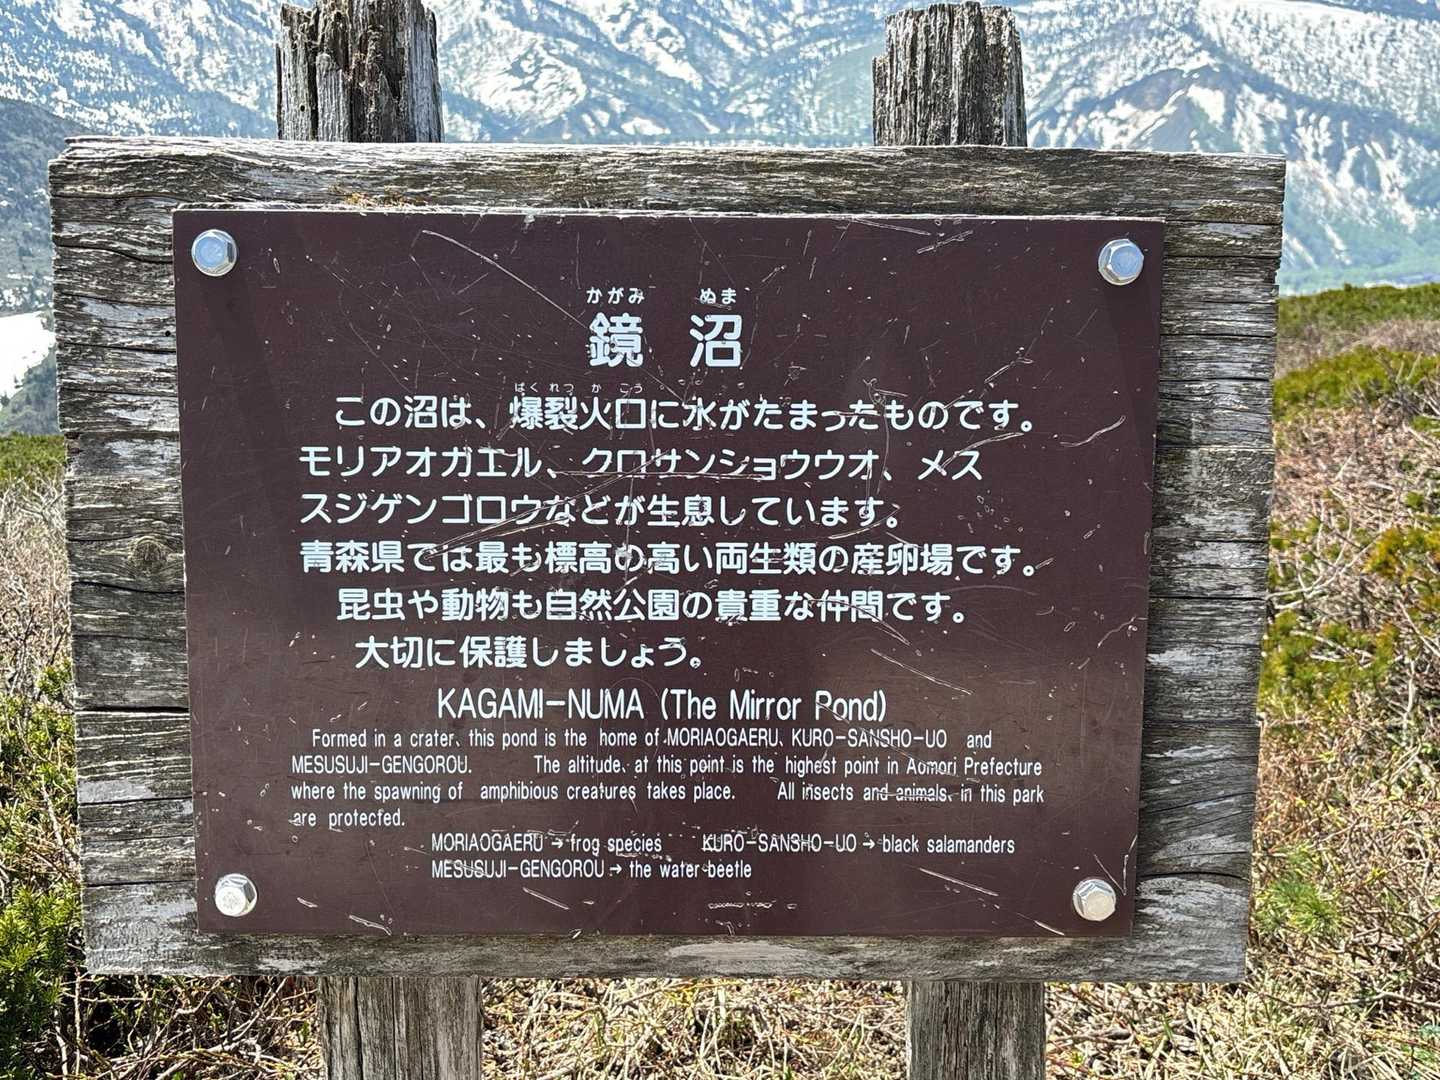 かがみ ぬま
鏡 沼
ばくれつ か こう
この沼は、爆裂火口に水がたまったものです。
モリアオガエル、クロサンショウウオ、メス
スジゲンゴロウなどが生息しています。
青森県では最も標高の高い両生類の産卵場です。
昆虫や動物も自然公園の貴重な仲間です。
大切に保護しましょう。
KAGAMI-NUMA (The Mirror Pond)
Formed in a crater, this pond is the home of MORIAOGAERU, KURO-SANSHO-UO and
MESUSUJI-GENGOROU. The altitude, at this point is the highest point in Aomori Prefecture
where the spawning of amphibious creatures takes place. All insects and animals, in this park
are protecfed.
MORIAOGAERU → frog species KURO-SANSHO-UO → black salamanders
MESUSUJI-GENGOROU → the water beetle